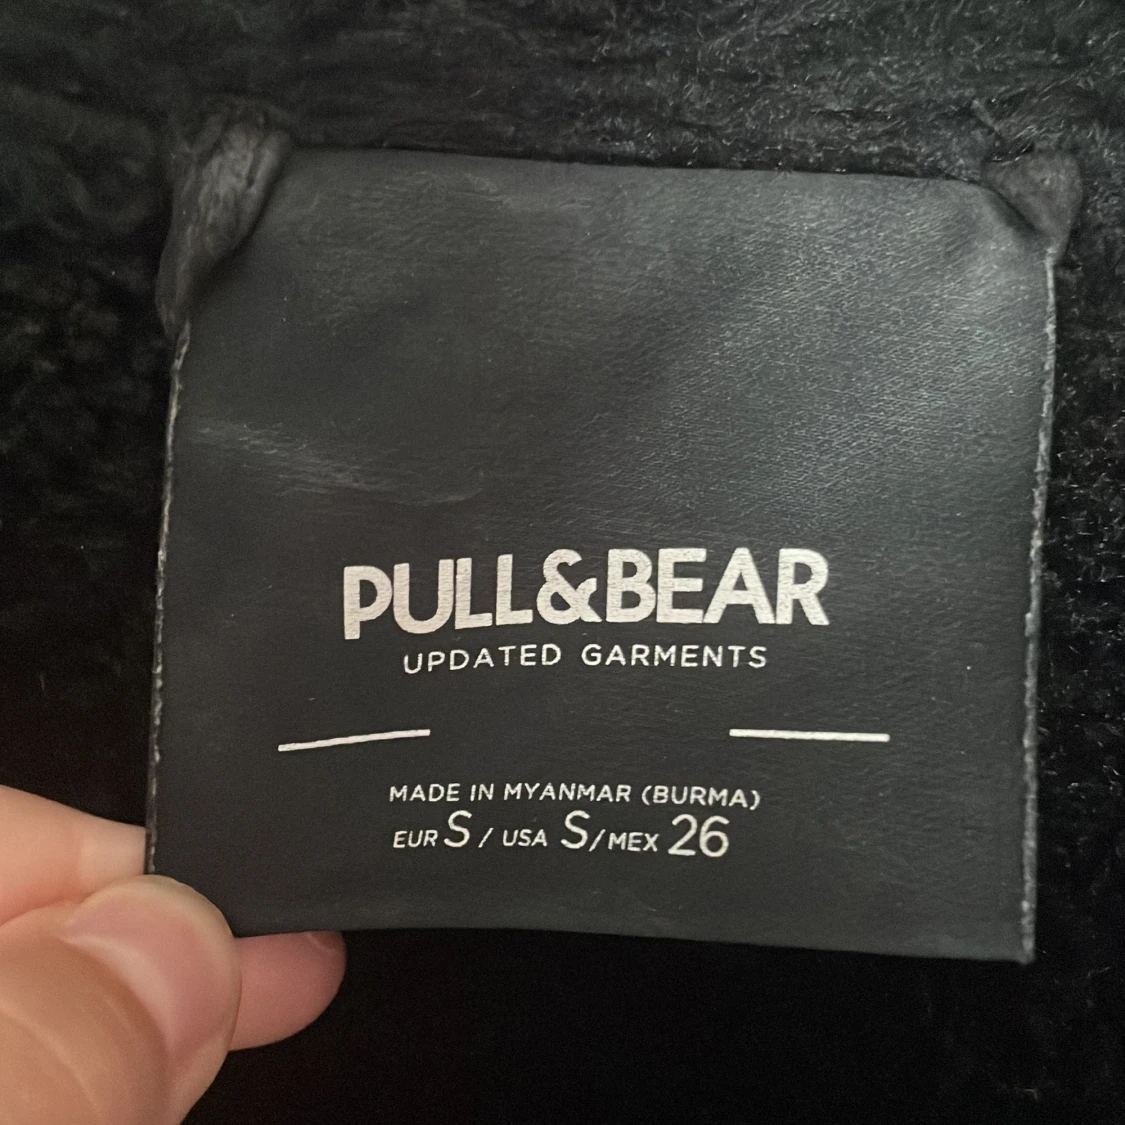 PULL&BEAR
UPDATED GARMENTS
MADE IN MYANMAR (BURMA)
EUR S / USA S/MEX 26